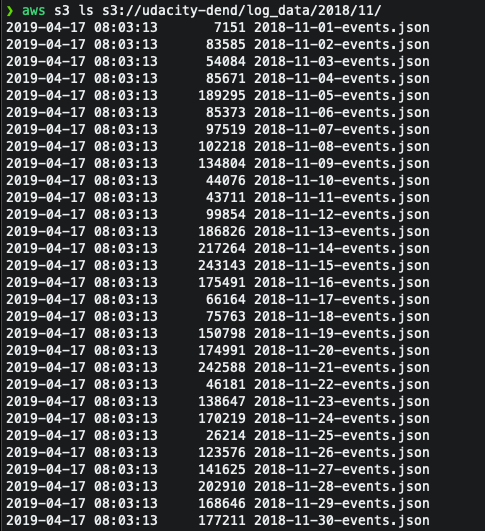 ❯ aws s3 ls s3://udacity-dend/log_data/2018/11/
2019-04-17 08:03:13       7151 2018-11-01-events.json
2019-04-17 08:03:13      83585 2018-11-02-events.json
2019-04-17 08:03:13      54084 2018-11-03-events.json
2019-04-17 08:03:13      85671 2018-11-04-events.json
2019-04-17 08:03:13     189295 2018-11-05-events.json
2019-04-17 08:03:13      85373 2018-11-06-events.json
2019-04-17 08:03:13      97519 2018-11-07-events.json
2019-04-17 08:03:13     102218 2018-11-08-events.json
2019-04-17 08:03:13     134804 2018-11-09-events.json
2019-04-17 08:03:13      44076 2018-11-10-events.json
2019-04-17 08:03:13      43711 2018-11-11-events.json
2019-04-17 08:03:13      99854 2018-11-12-events.json
2019-04-17 08:03:13     186826 2018-11-13-events.json
2019-04-17 08:03:13     217264 2018-11-14-events.json
2019-04-17 08:03:13     243143 2018-11-15-events.json
2019-04-17 08:03:13     175491 2018-11-16-events.json
2019-04-17 08:03:13      66164 2018-11-17-events.json
2019-04-17 08:03:13      75763 2018-11-18-events.json
2019-04-17 08:03:13     150798 2018-11-19-events.json
2019-04-17 08:03:13     174991 2018-11-20-events.json
2019-04-17 08:03:13     242588 2018-11-21-events.json
2019-04-17 08:03:13      46181 2018-11-22-events.json
2019-04-17 08:03:13     138647 2018-11-23-events.json
2019-04-17 08:03:13     170219 2018-11-24-events.json
2019-04-17 08:03:13      26214 2018-11-25-events.json
2019-04-17 08:03:13     123576 2018-11-26-events.json
2019-04-17 08:03:13     141625 2018-11-27-events.json
2019-04-17 08:03:13     202910 2018-11-28-events.json
2019-04-17 08:03:13     168646 2018-11-29-events.json
2019-04-17 08:03:13     177211 2018-11-30-events.json